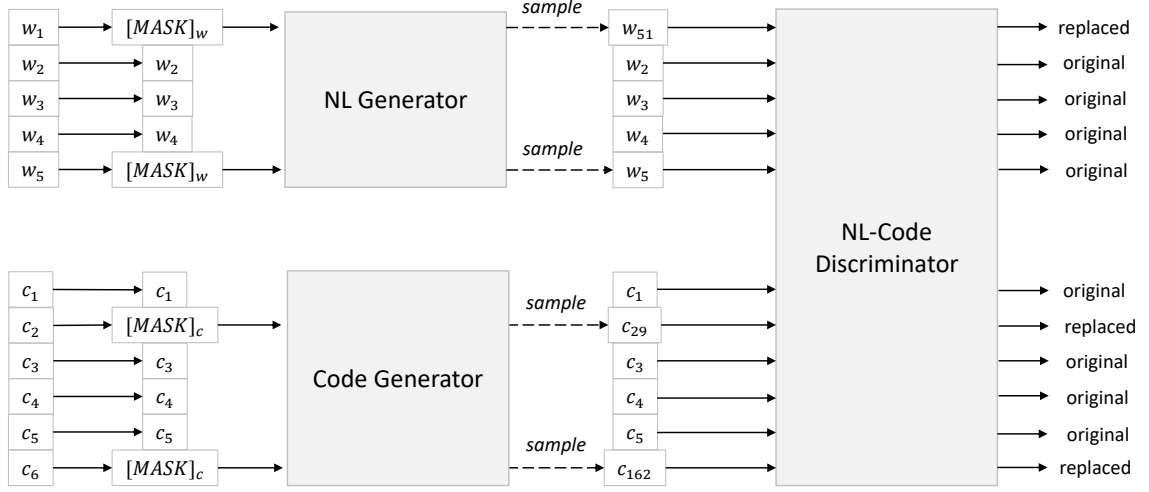 sample
w1 [MASK]w w51 replaced
w2 w2 w2 original
w3 w3 NL Generator w3 original
w4 w4 w4 original
sample
w5 [MASK]w w5 original
NL-Code
Discriminator
c1 c1 c1 original
sample
c2 [MASK]c c29 replaced
c3 c3 c3 original
Code Generator
c4 c4 c4 original
c5 c5 c5 original
sample
c6 [MASK]c c162 replaced